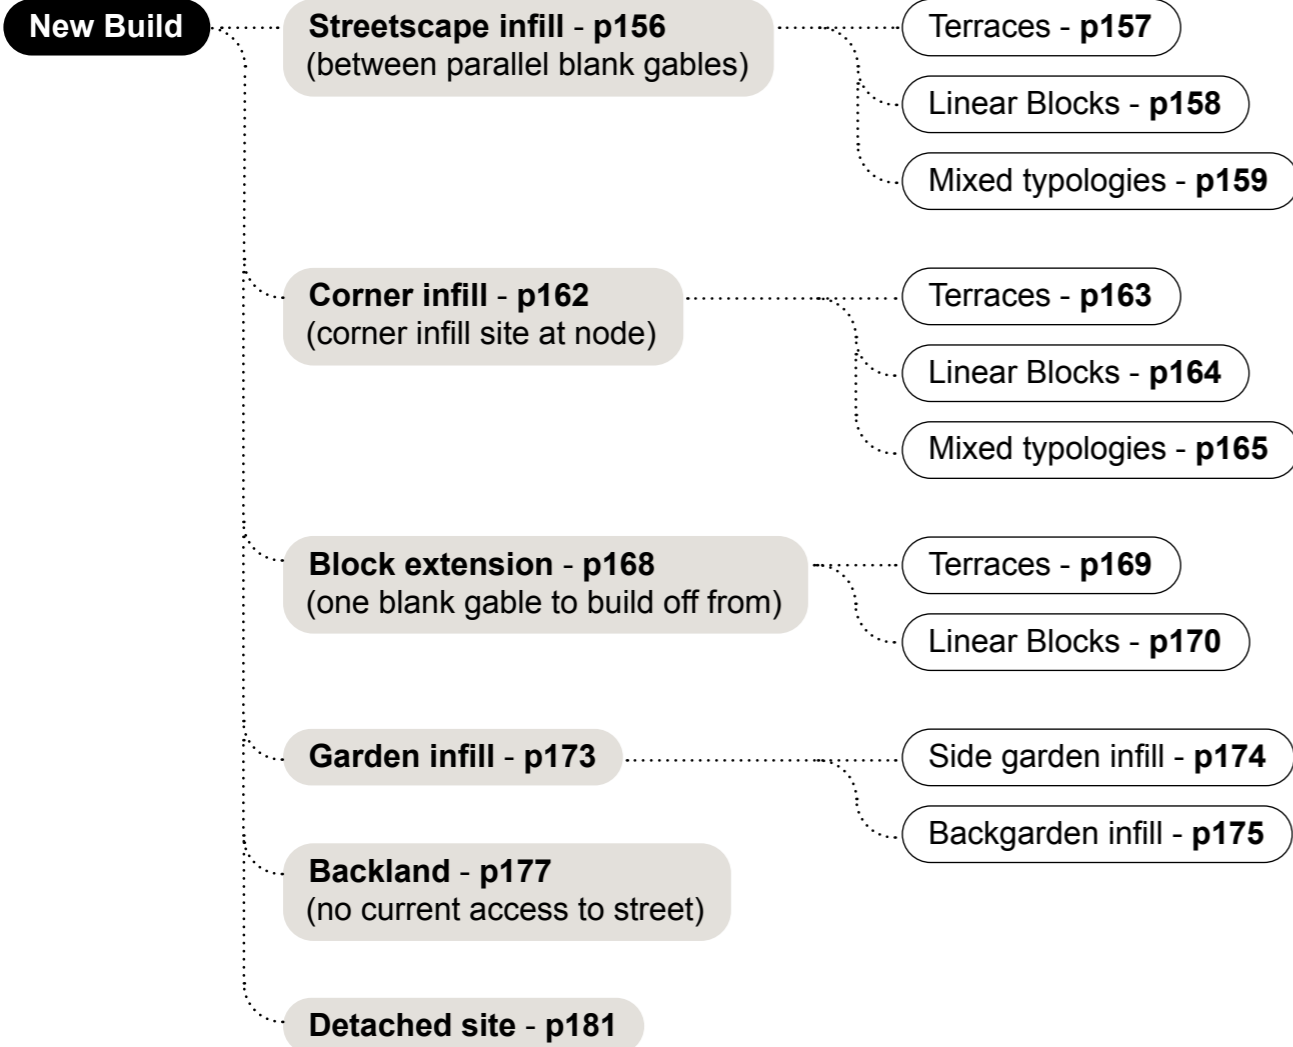 New Build
Streetscape infill - p156
(between parallel blank gables)
Terraces - p157
Linear Blocks - p158
Mixed typologies - p159
Corner infill - p162
(corner infill site at node)
Terraces - p163
Linear Blocks - p164
Mixed typologies - p165
Block extension - p168
(one blank gable to build off from)
Terraces - p169
Linear Blocks - p170
Garden infill - p173
Side garden infill - p174
Backgarden infill - p175
Backland - p177
(no current access to street)
Detached site - p181